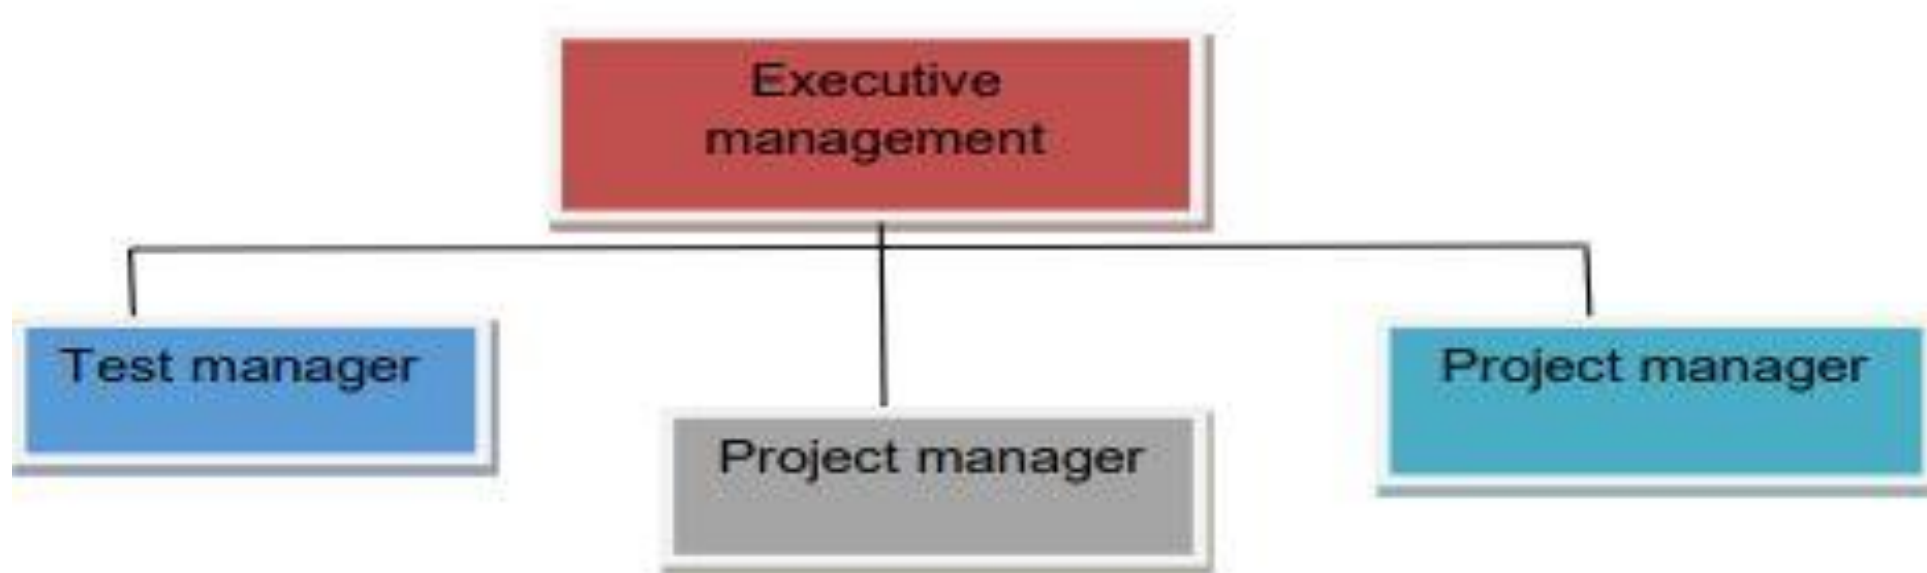 Executive
management
Test manager
Project manager
Project manager